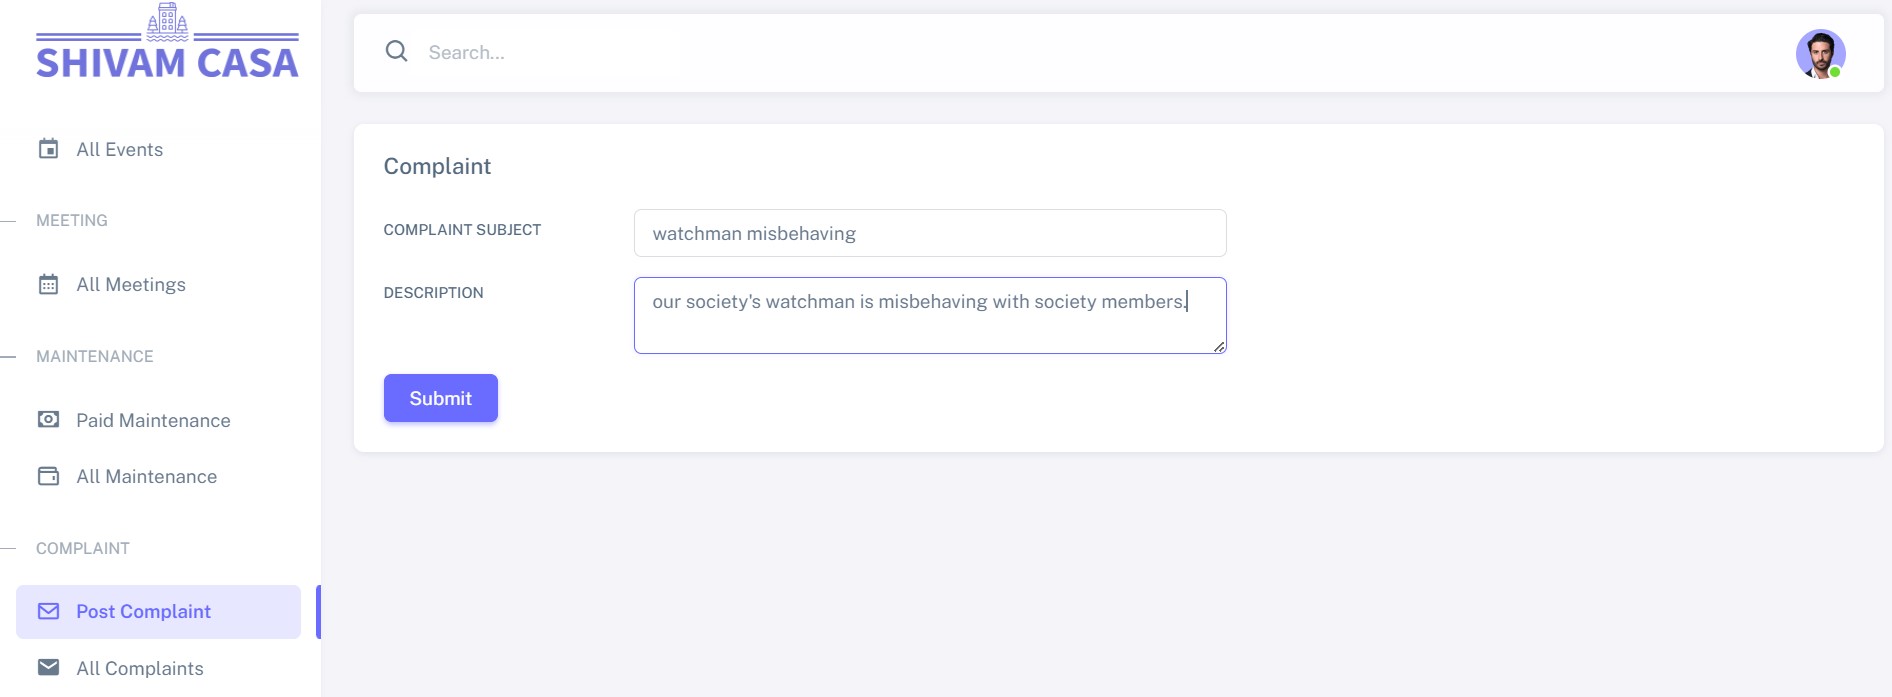 SHIVAM CASA
Search...
All Events
MEETING
All Meetings
MAINTENANCE
Paid Maintenance
All Maintenance
COMPLAINT
Post Complaint
All Complaints
Complaint
COMPLAINT SUBJECT
watchman misbehaving
DESCRIPTION
our society's watchman is misbehaving with society members.
Submit